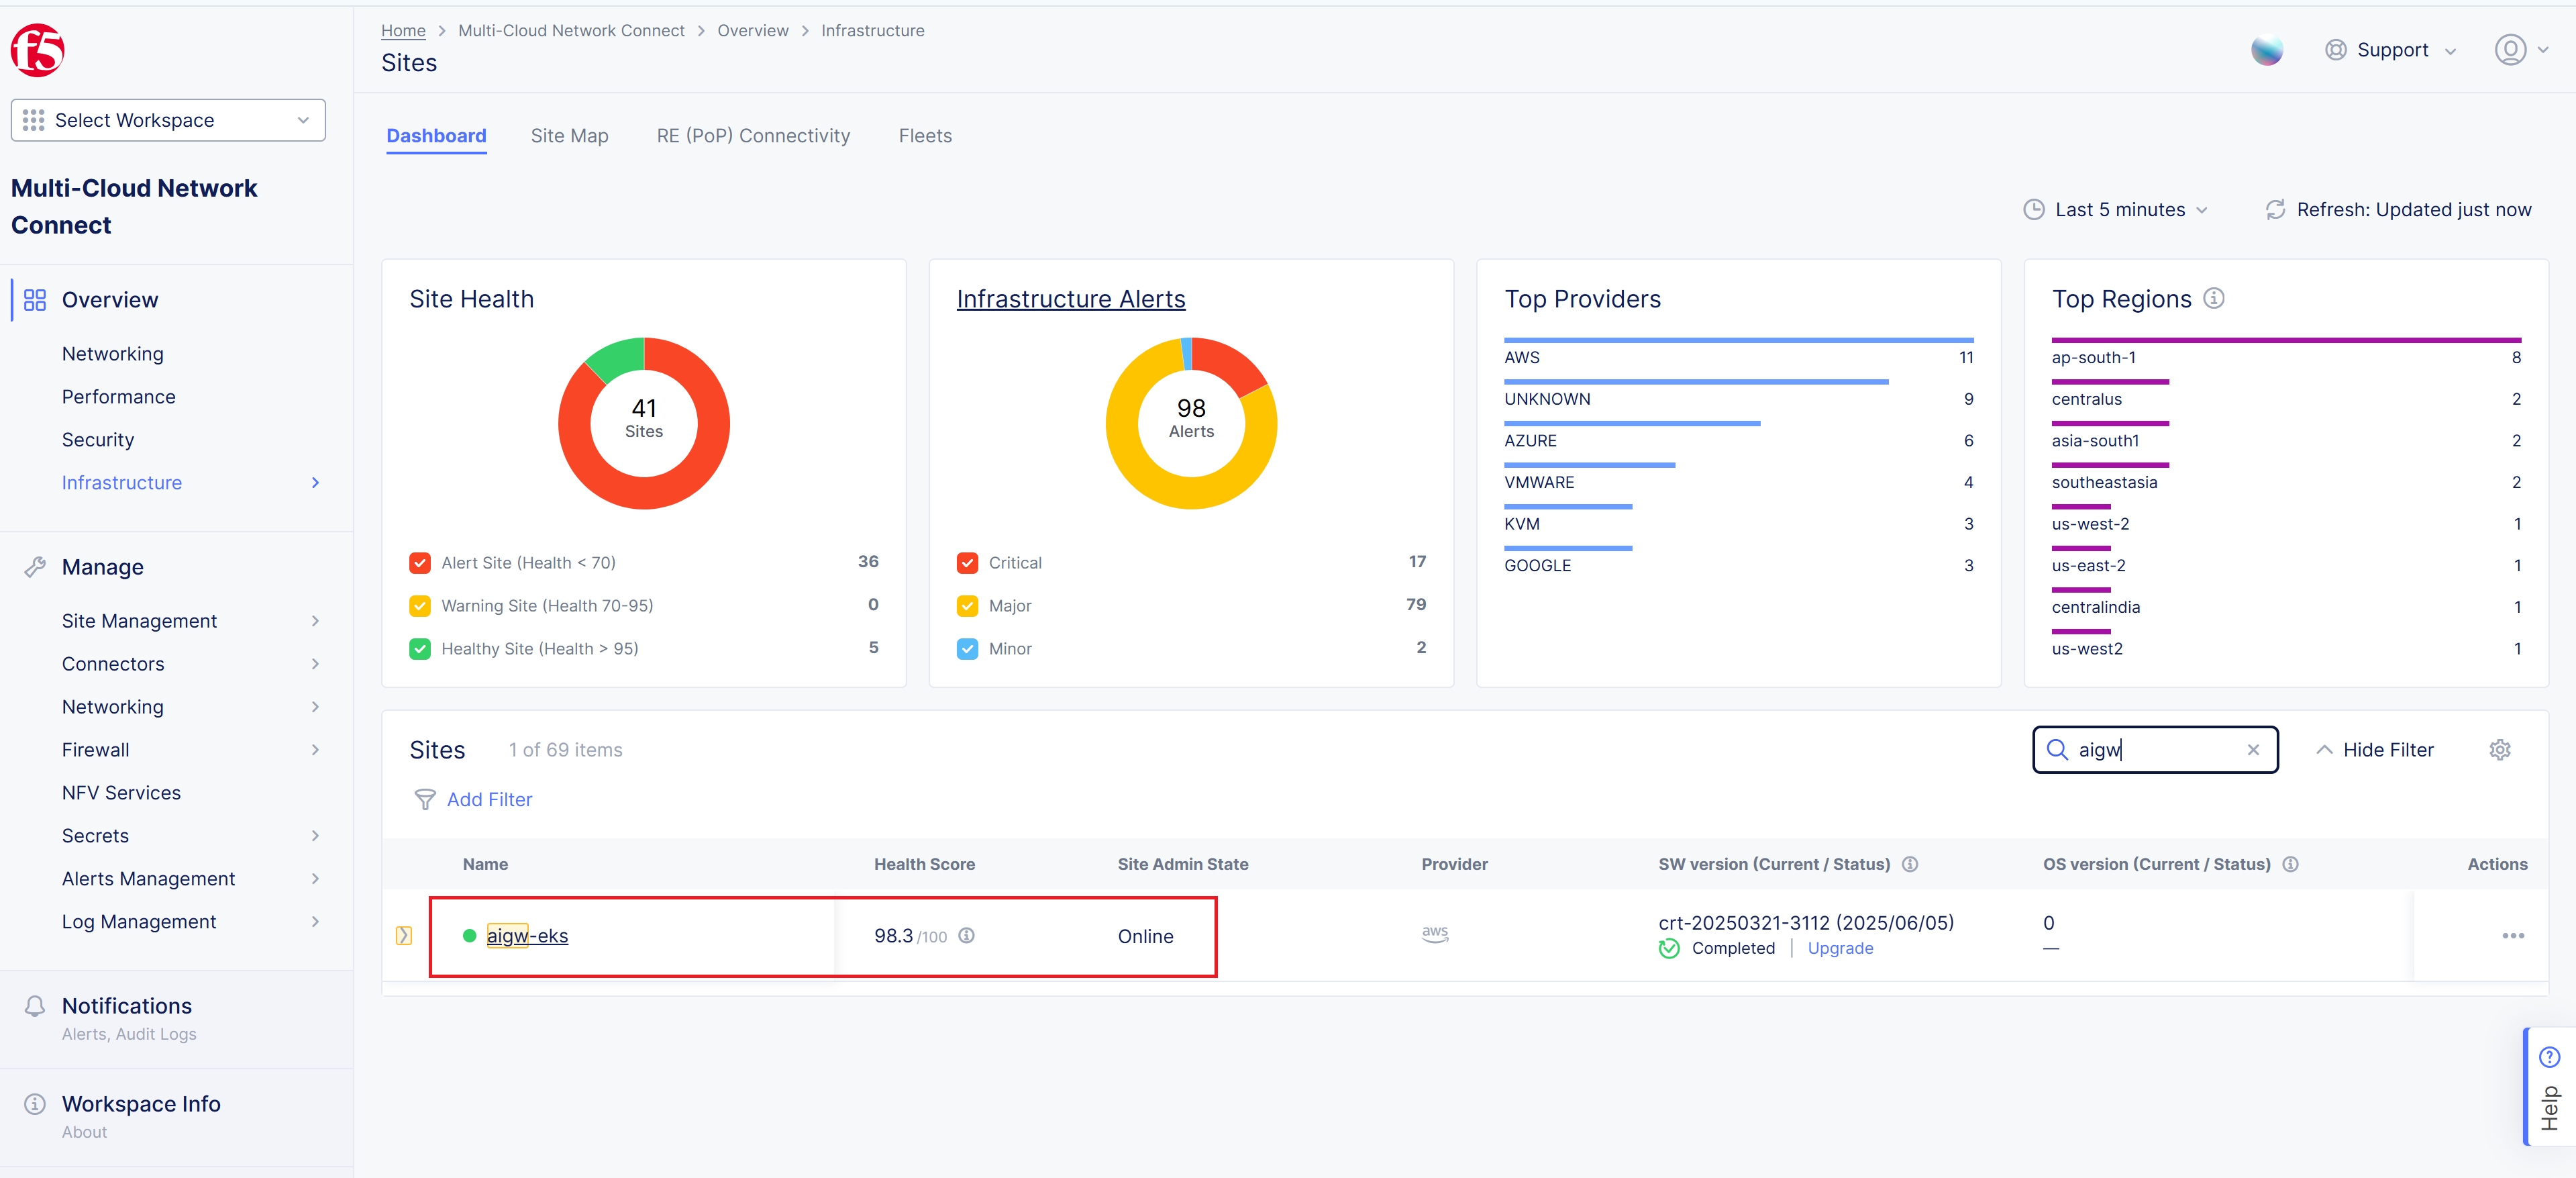 f5
Select Workspace
Multi-Cloud Network
Connect
Overview
Networking
Performance
Security
Infrastructure
Manage
Site Management
Connectors
Networking
Firewall
NFV Services
Secrets
Alerts Management
Log Management
Notifications
Alerts, Audit Logs
Workspace Info
About
Home > Multi-Cloud Network Connect > Overview > Infrastructure
Sites
Support
Dashboard Site Map RE (PoP) Connectivity Fleets
Last 5 minutes Refresh: Updated just now
Site Health
41
Sites
Alert Site (Health < 70) 36
Warning Site (Health 70-95) 0
Healthy Site (Health > 95) 5
Infrastructure Alerts
98
Alerts
Critical 17
Major 79
Minor 2
Top Providers
AWS 11
UNKNOWN 9
AZURE 6
VMWARE 4
KVM 3
GOOGLE 3
Top Regions
ap-south-1 8
centralus 2
asia-south1 2
southeastasia 2
us-west-2 1
us-east-2 1
centralindia 1
us-west2 1
Sites 1 of 69 items aigw Hide Filter
Add Filter
Name Health Score Site Admin State Provider SW version (Current / Status) OS version (Current / Status) Actions
aigw-eks 98.3 /100 Online aws crt-20250321-3112 (2025/06/05) 0
Completed | Upgrade —
Help